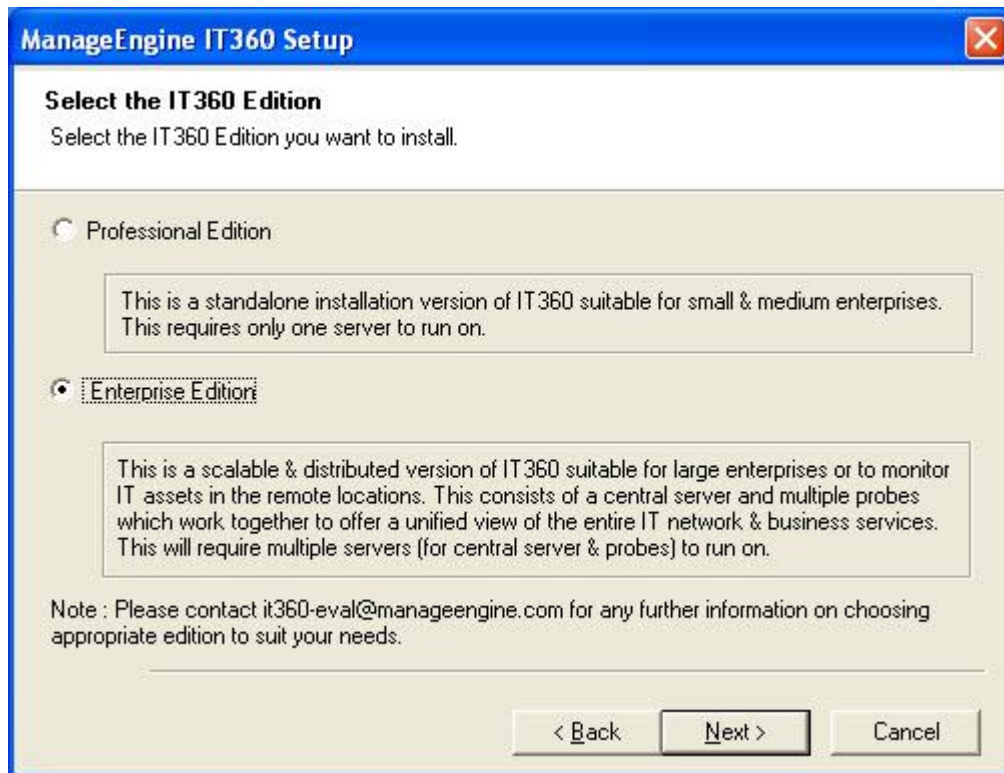 ManageEngine IT360 Setup
Select the IT360 Edition
Select the IT360 Edition you want to install.
Professional Edition
This is a standalone installation version of IT360 suitable for small & medium enterprises.
This requires only one server to run on.
Enterprise Edition
This is a scalable & distributed version of IT360 suitable for large enterprises or to monitor
IT assets in the remote locations. This consists of a central server and multiple probes
which work together to offer a unified view of the entire IT network & business services.
This will require multiple servers (for central server & probes) to run on.
Note : Please contact it360-eval@manageengine.com for any further information on choosing
appropriate edition to suit your needs.
< Back
Next >
Cancel